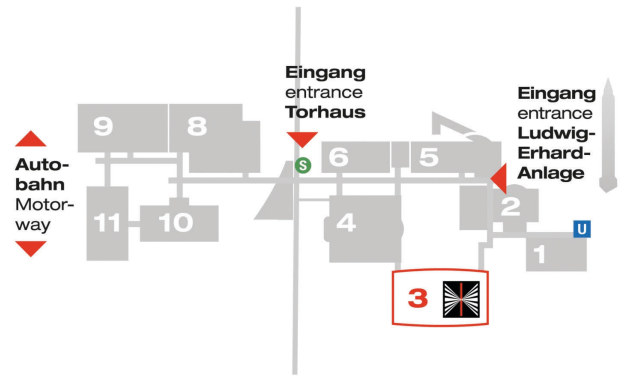 Eingang
entrance
Torhaus
Eingang
entrance
Ludwig-
Erhard-
Anlage
Auto-
bahn
Motor-
way
9
8
S
6
5
11
10
4
2
U
1
3